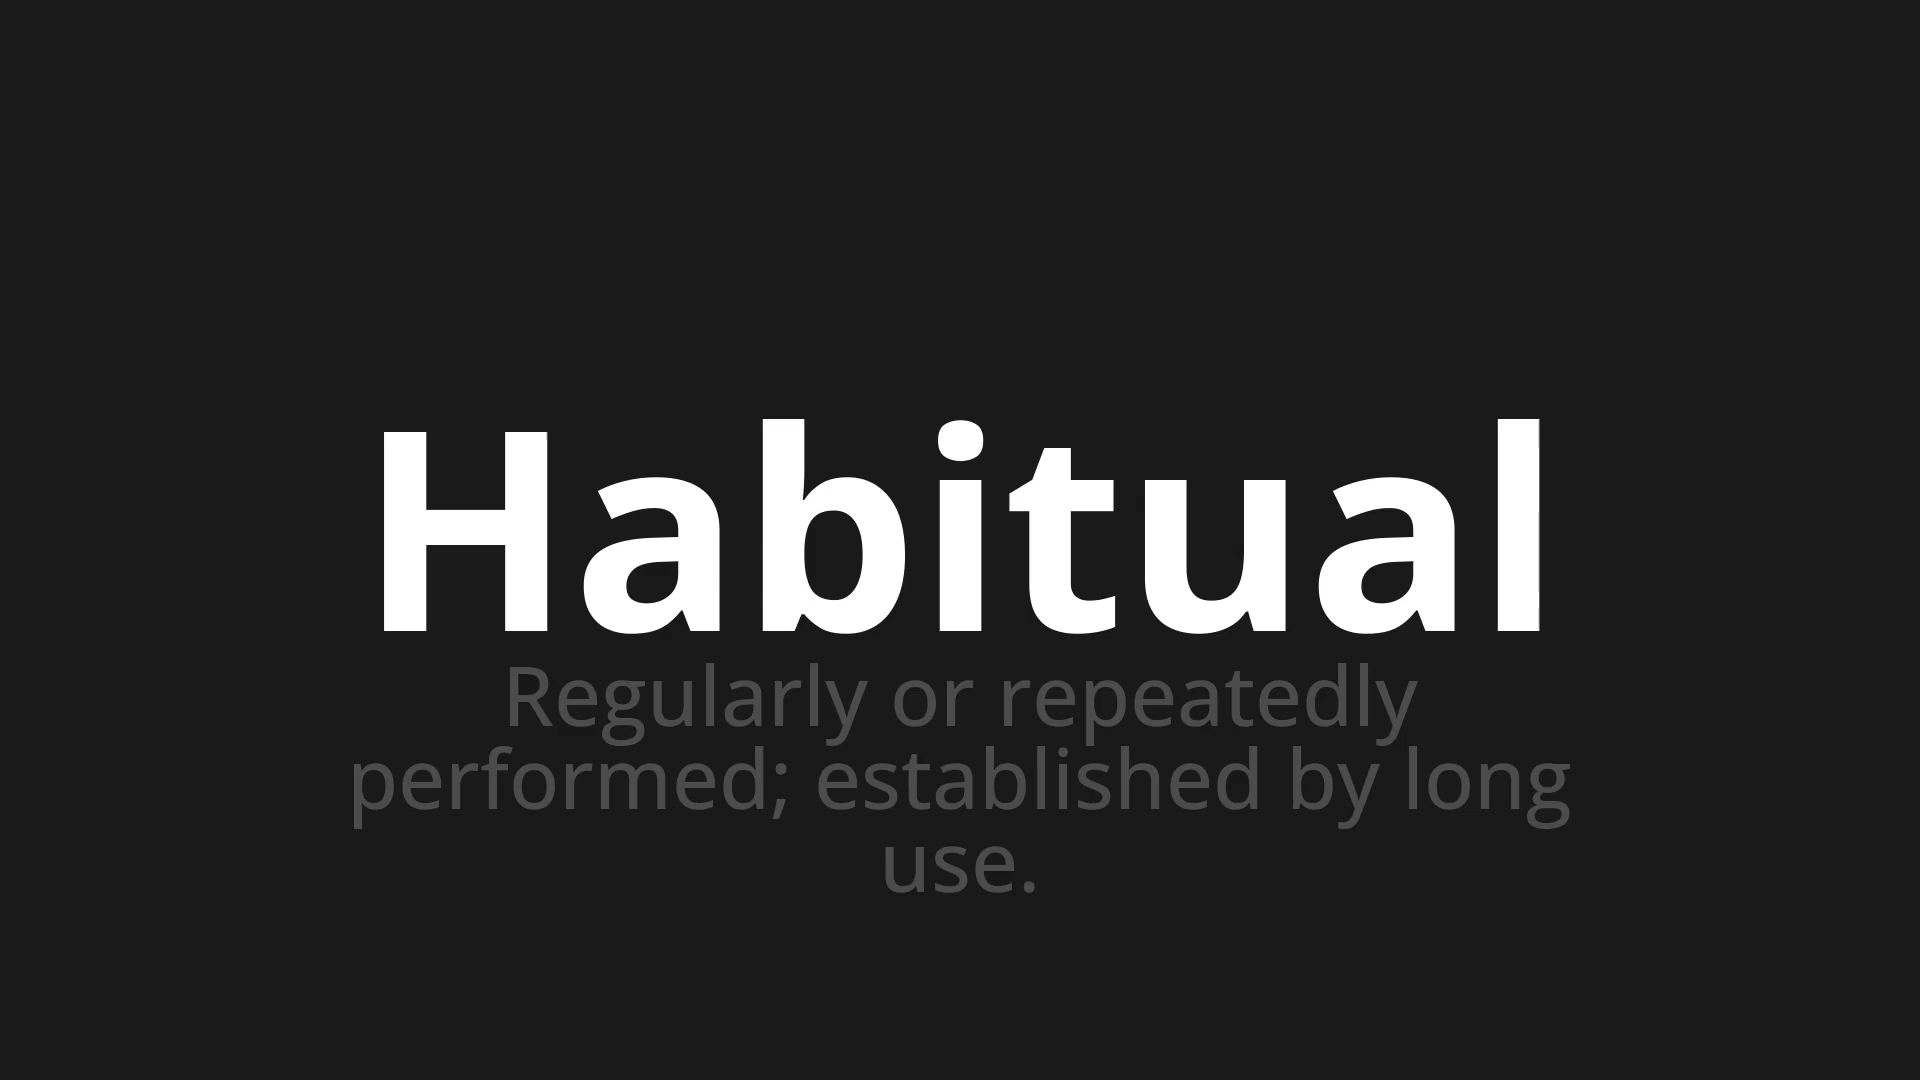 Habitual
Regularly or repeatedly
performed; established by long
use.